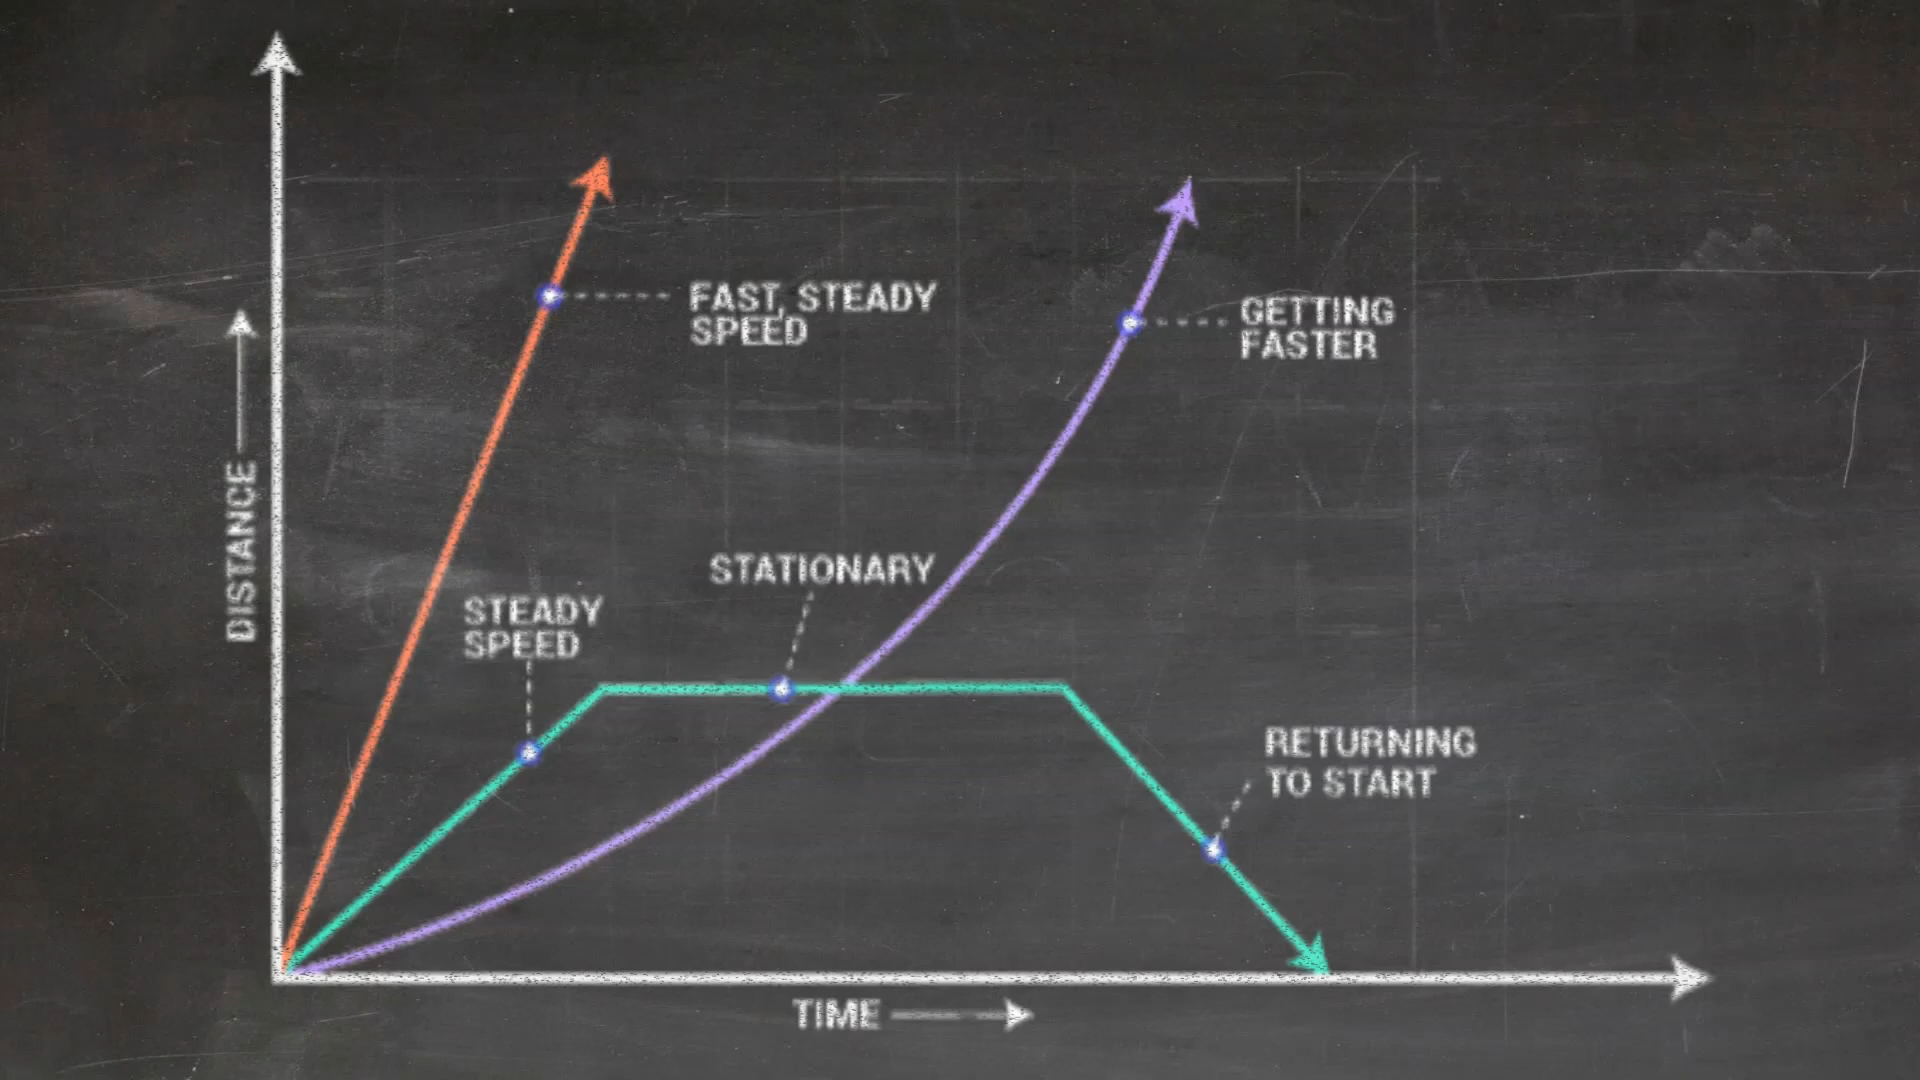 FAST, STEADY
SPEED
GETTING
FASTER
STATIONARY
STEADY
SPEED
RETURNING
TO START
DISTANCE
TIME